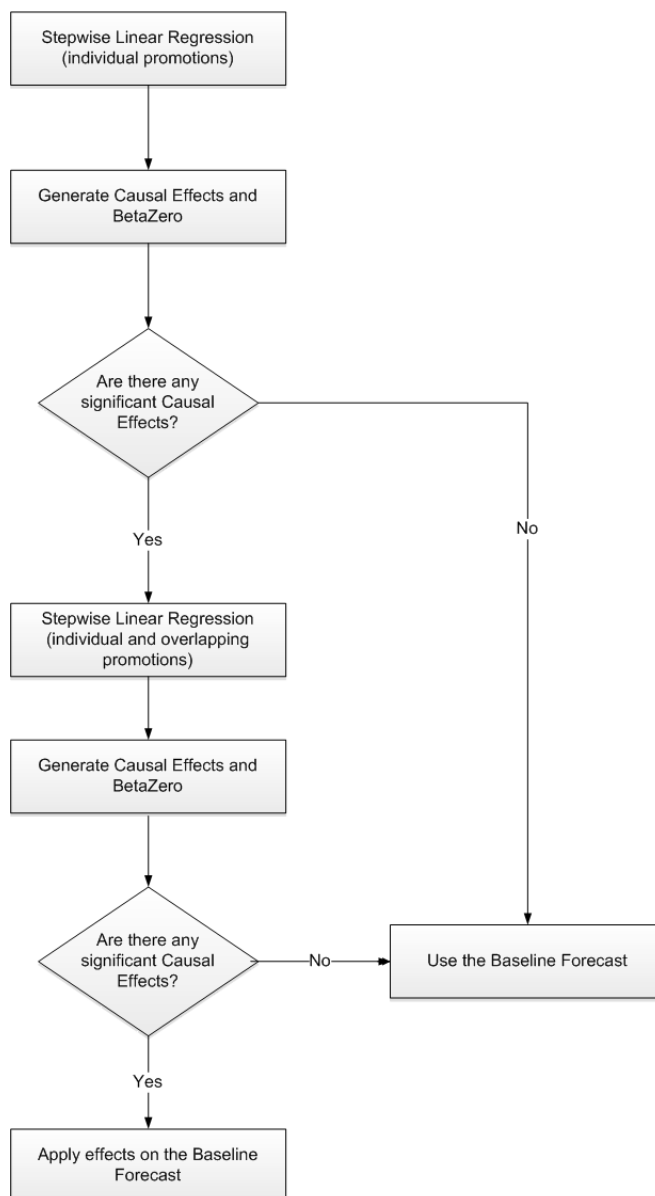 Stepwise Linear Regression
(individual promotions)
Generate Causal Effects and
BetaZero
Are there any
significant Causal
Effects?
No
Yes
Stepwise Linear Regression
(individual and overlapping
promotions)
Generate Causal Effects and
BetaZero
Are there any
significant Causal
Effects?
No
Use the Baseline Forecast
Yes
Apply effects on the Baseline
Forecast